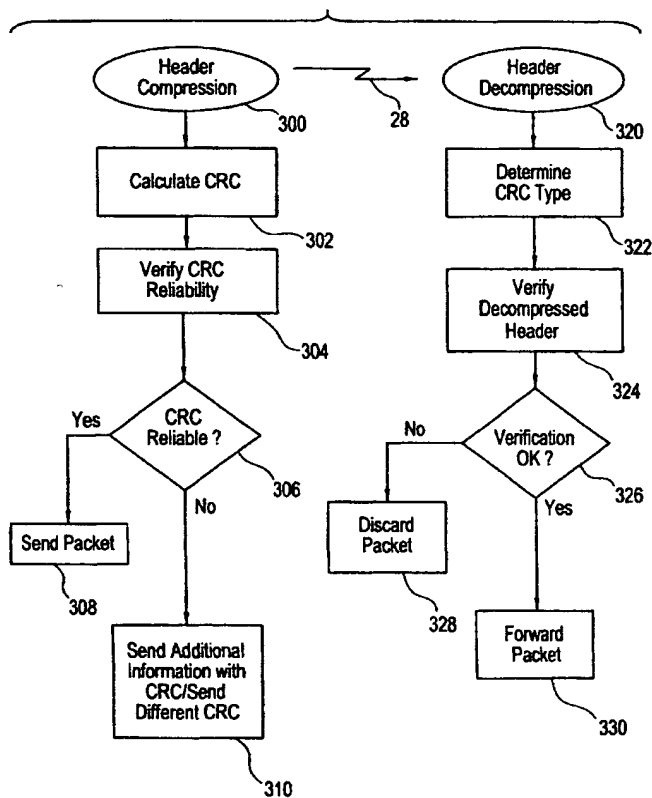 Header
Compression
300
28
Header
Decompression
320
Calculate CRC
302
Determine
CRC Type
322
Verify CRC
Reliability
304
Verify
Decompressed
Header
324
Yes
CRC
Reliable ?
306
No
No
Verification
OK ?
326
Yes
Send Packet
308
Discard
Packet
328
Send Additional
Information with
CRC/Send
Different CRC
310
Forward
Packet
330